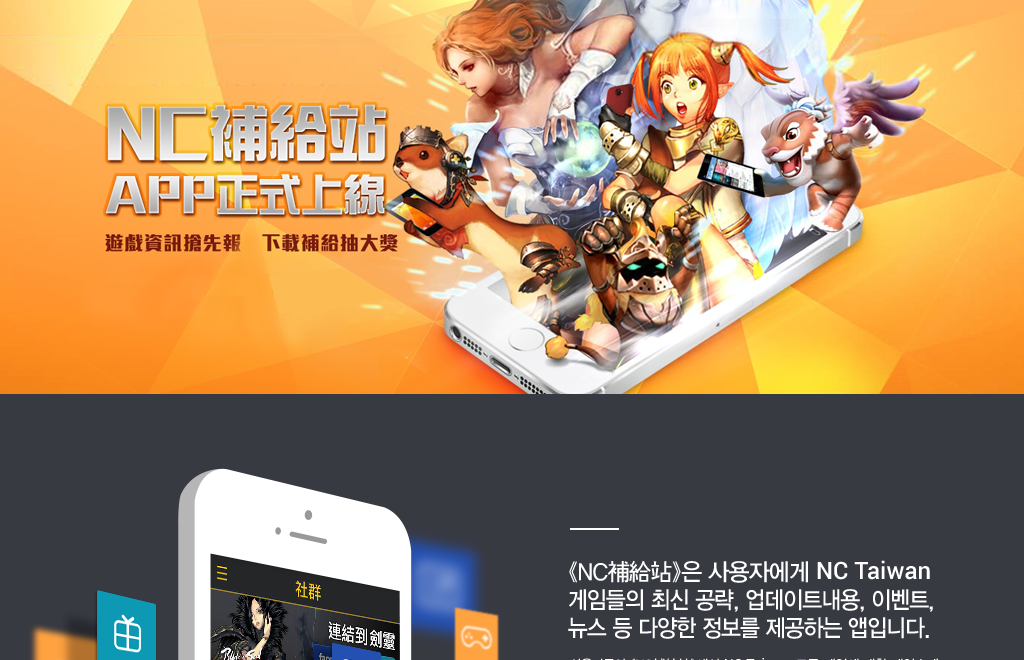 NC補給站
APP正式上線
遊戲資訊搶先報 下載補給抽大獎
社群
連結到 劍靈
《NC補給站》은 사용자에게 NC Taiwan
게임들의 최신 공략, 업데이트내용, 이벤트,
뉴스 등 다양한 정보를 제공하는 앱입니다.